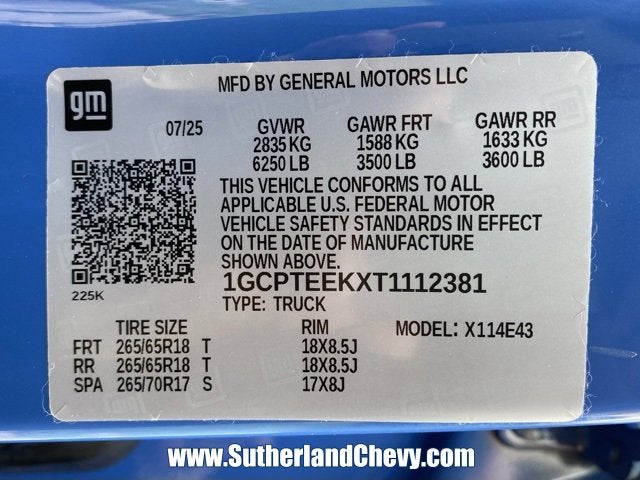 MFD BY GENERAL MOTORS LLC
gm
07/25 GVWR GAWR FRT GAWR RR
2835 KG 1588 KG 1633 KG
6250 LB 3500 LB 3600 LB
THIS VEHICLE CONFORMS TO ALL
APPLICABLE U.S. FEDERAL MOTOR
VEHICLE SAFETY STANDARDS IN EFFECT
ON THE DATE OF MANUFACTURE
SHOWN ABOVE.
225K
1GCPTEEKXT1112381
TYPE: TRUCK
TIRE SIZE RIM MODEL: X114E43
FRT 265/65R18 T 18X8.5J
RR 265/65R18 T 18X8.5J
SPA 265/70R17 S 17X8J
www.SutherlandChevy.com